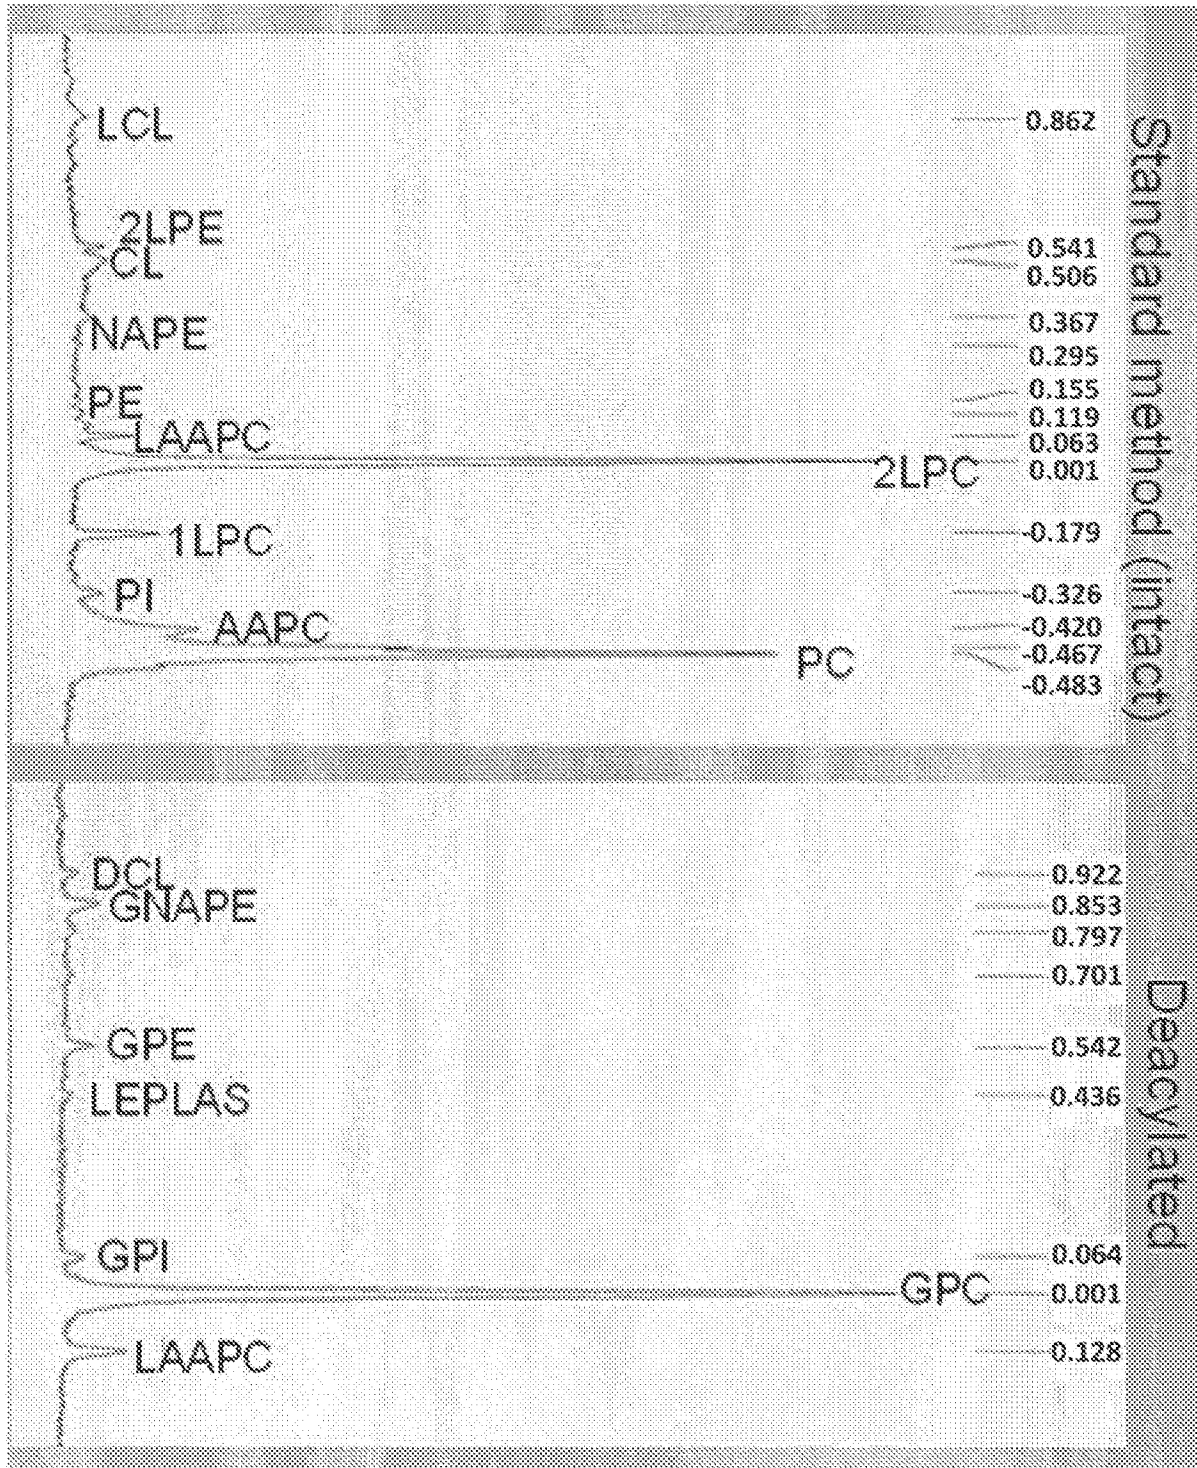 Standard method (intact)
LCL
0.862
2LPE
0.541
CL
0.506
NAPE
0.367
0.295
PE
0.155
0.119
LAAPC
0.063
2LPC
0.001
1LPC
-0.179
PI
-0.326
AAPC
-0.420
PC
-0.467
-0.483
Deacylated
DCL
0.922
GNAPE
0.853
0.797
0.701
GPE
0.542
LEPLAS
0.436
GPI
0.064
GPC
0.001
LAAPC
0.128